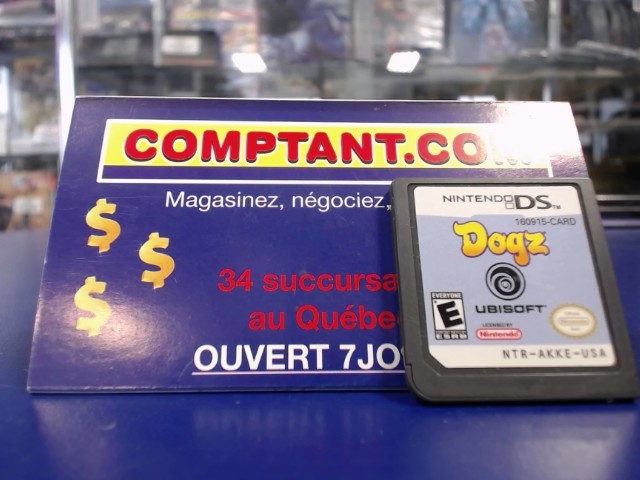 COMPTANT.CO
Magasinez, négociez,
34 succursa
au Québe
OUVERT 7JO
NINTENDO DS™
160915-CARD
Dogz
UBISOFT
EVERYONE
E
ESRB
LICENSED BY
Nintendo
NTR-AKKE-USA